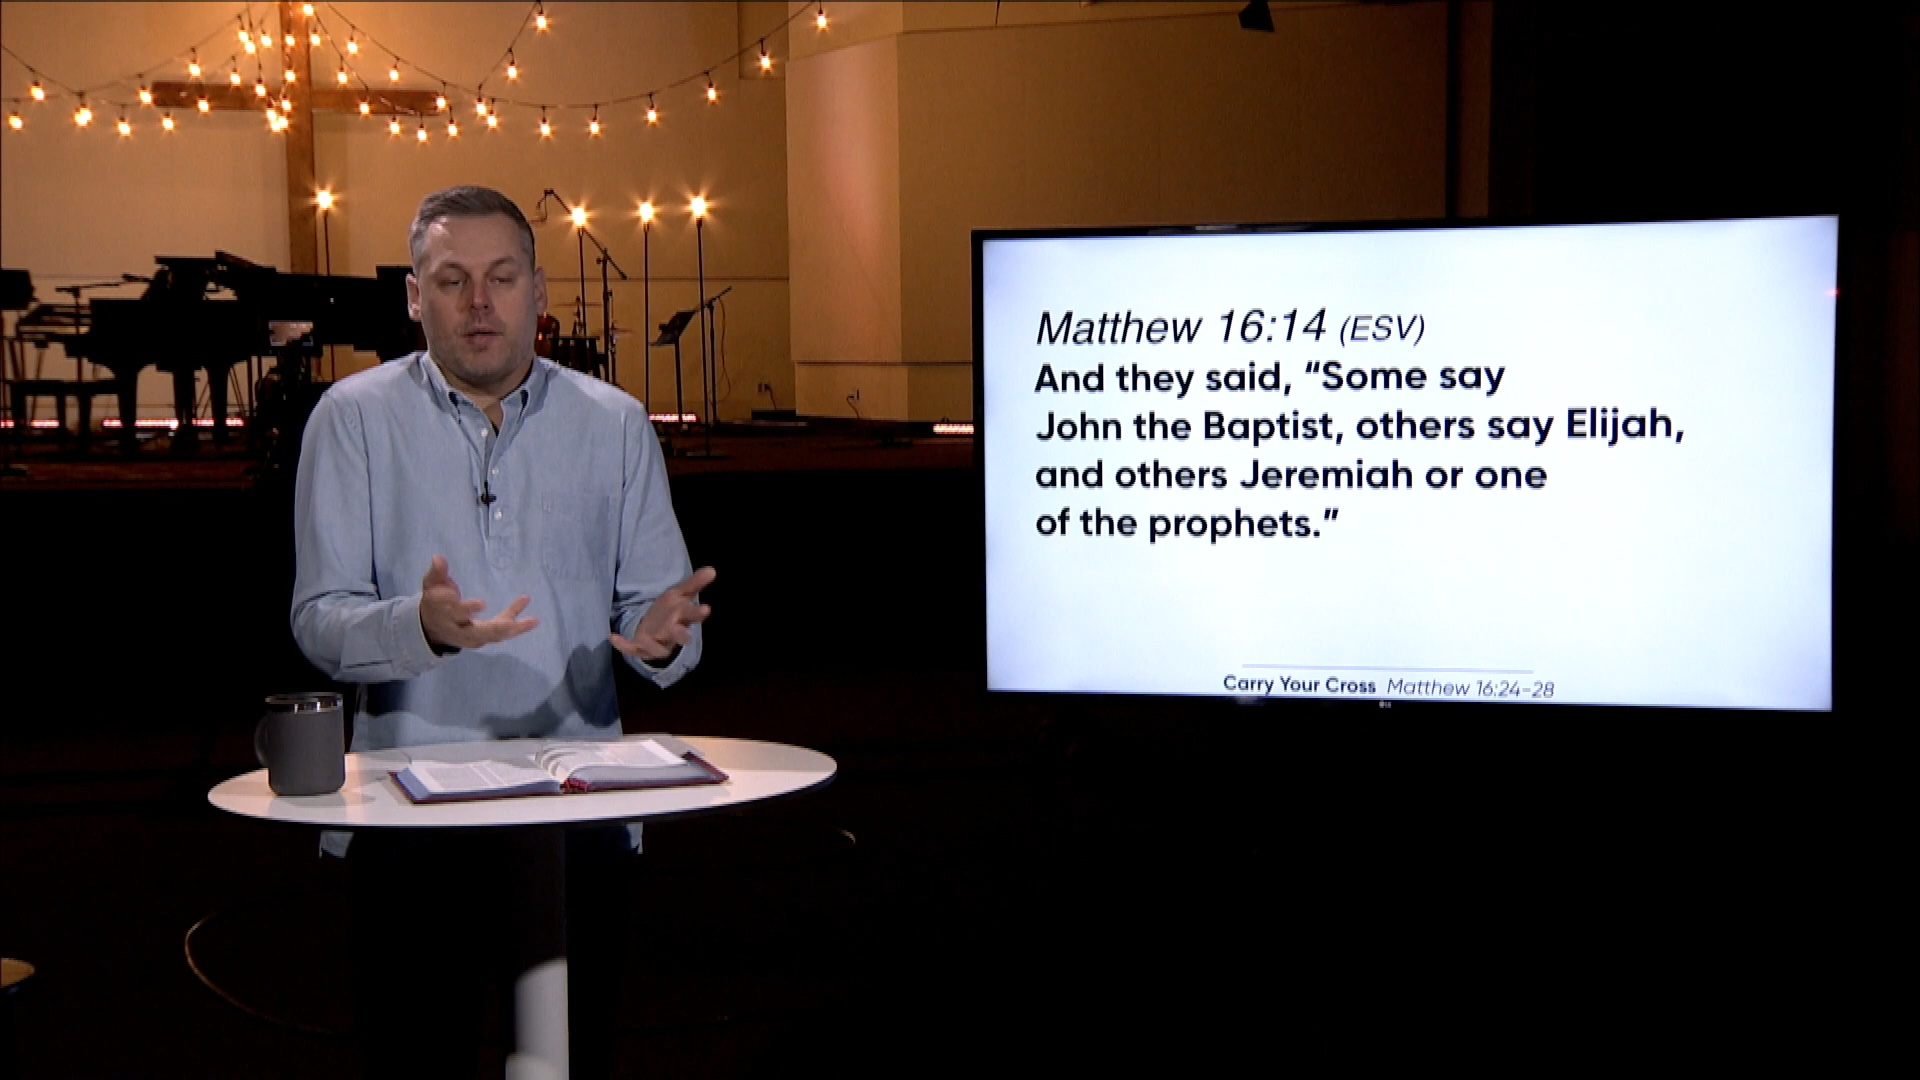 Matthew 16:14 (ESV)
And they said, “Some say
John the Baptist, others say Elijah,
and others Jeremiah or one
of the prophets.”
Carry Your Cross Matthew 16:24–28